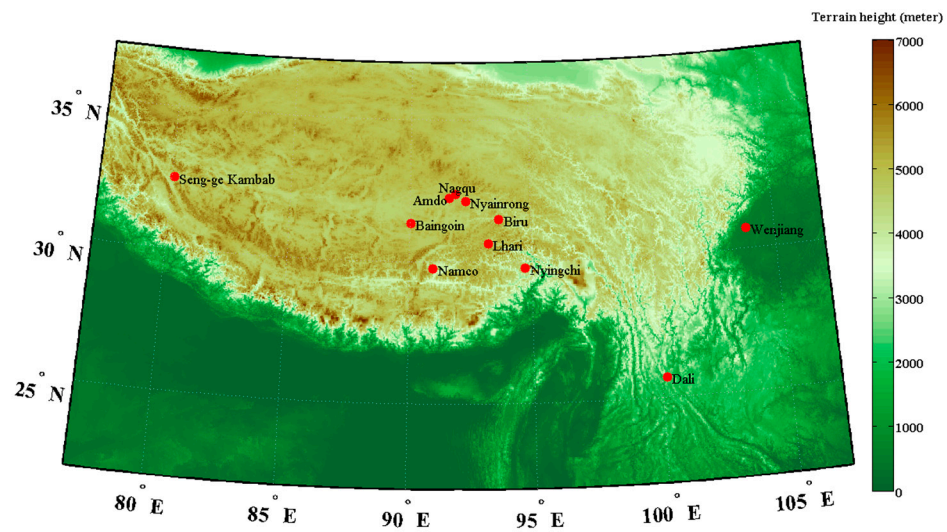 Terrain height (meter)
7000
6000
5000
4000
3000
2000
1000
0
35° N
30° N
25° N
80° E
85° E
90° E
95° E
100° E
105° E
Seng-ge Kambab
Nagqu
Amdo
Nyainrong
Baingoin
Biru
Wenjiang
Lhari
Namco
Nyingchi
Dali